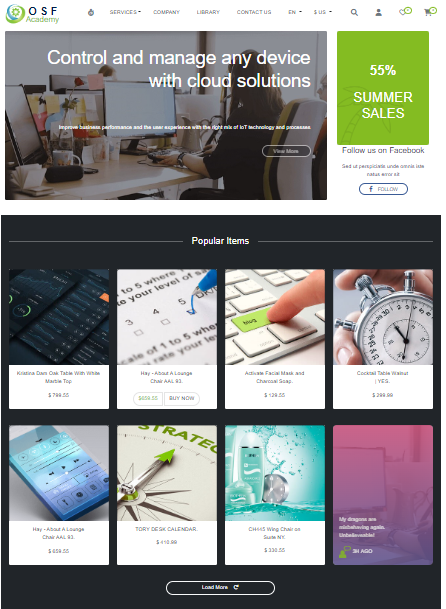 OSF
Academy
SERVICES
COMPANY
LIBRARY
CONTACT US
EN
$ US
0
0
Control and manage any device
with cloud solutions
Improve business performance and the user experience with the right mix of IoT technology and processes
View More
55%
SUMMER
SALES
Follow us on Facebook
Sed ut perspiciatis unde omnis iste
natus error sit
FOLLOW
Popular Items
Kristina Dam Oak Table With White
Marble Top
$ 799.55
Hay - About A Lounge
Chair AAL 93.
$659.55
BUY NOW
Activate Facial Mask and
Charcoal Soap.
$ 129.55
Cocktail Table Walnut
| YES.
$ 299.99
Hay - About A Lounge
Chair AAL 93.
$ 659.55
TORY DESK CALENDAR.
$ 410.99
CH445 Wing Chair on
Suite NY.
$ 330.55
My dragons are
misbehaving again.
Unbelieveable!
3H AGO
Load More